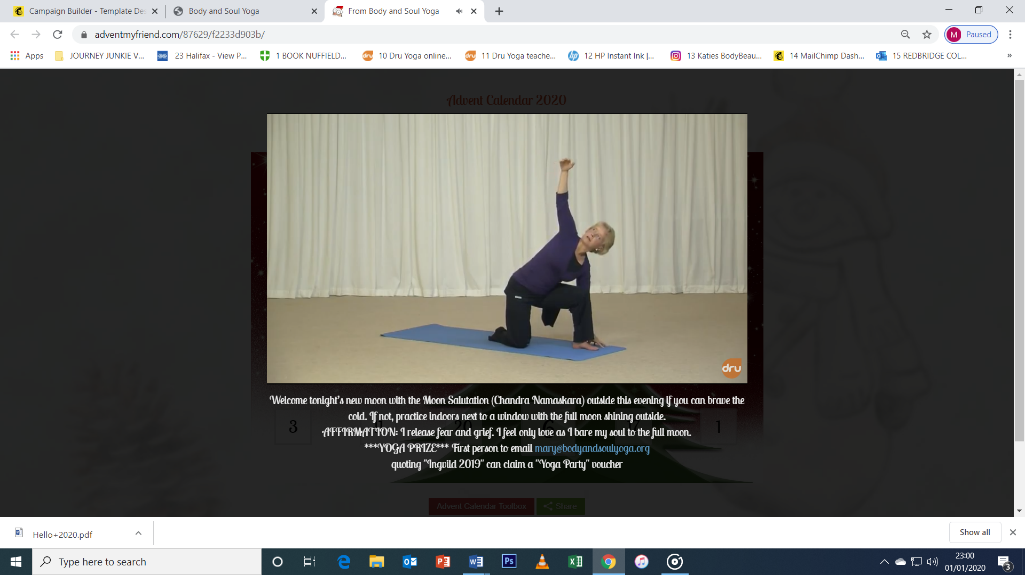 Campaign Builder - Template De
Body and Soul Yoga
From Body and Soul Yoga
adventmyfriend.com/87629/f2233d903b/
M Paused
Apps
JOURNEY JUNKIE V...
23 Halifax - View P...
1 BOOK NUFFIELD...
10 Dru Yoga online...
11 Dru Yoga teache...
12 HP Instant Ink |...
13 Katies BodyBeau...
14 MailChimp Dash...
15 REDBRIDGE COL...
Advent Calendar 2020
dru
Welcome tonight's new moon with the Moon Salutation (Chandra Namaskara) outside this evening if you can brave the
cold. If not, practice indoors next to a window with the full moon shining outside.
3
1
AFFIRMATION: I release fear and grief. I feel only love as I bare my soul to the full moon.
***YOGA PRIZE*** First person to email mary@bodyandsoulyoga.org
quoting "Ingvild 2019" can claim a "Yoga Party" voucher
Advent Calendar Toolbox
Share
Hello+2020.pdf
Show all
Type here to search
23:00
01/01/2020
3